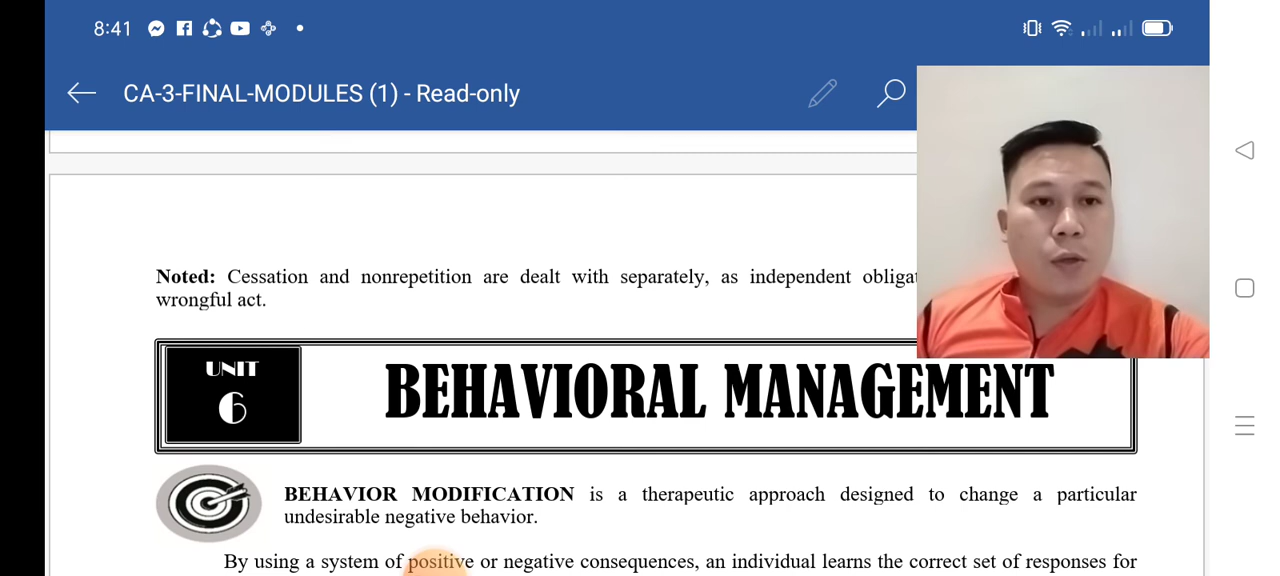 8:41
CA-3-FINAL-MODULES (1) - Read-only
Noted: Cessation and nonrepetition are dealt with separately, as independent
wrongful act.
UNIT
6
BEHAVIORAL MANAGEMENT
BEHAVIOR MODIFICATION is a therapeutic approach designed to change a particular
undesirable negative behavior.
By using a system of positive or negative consequences, an individual learns the correct set of responses for